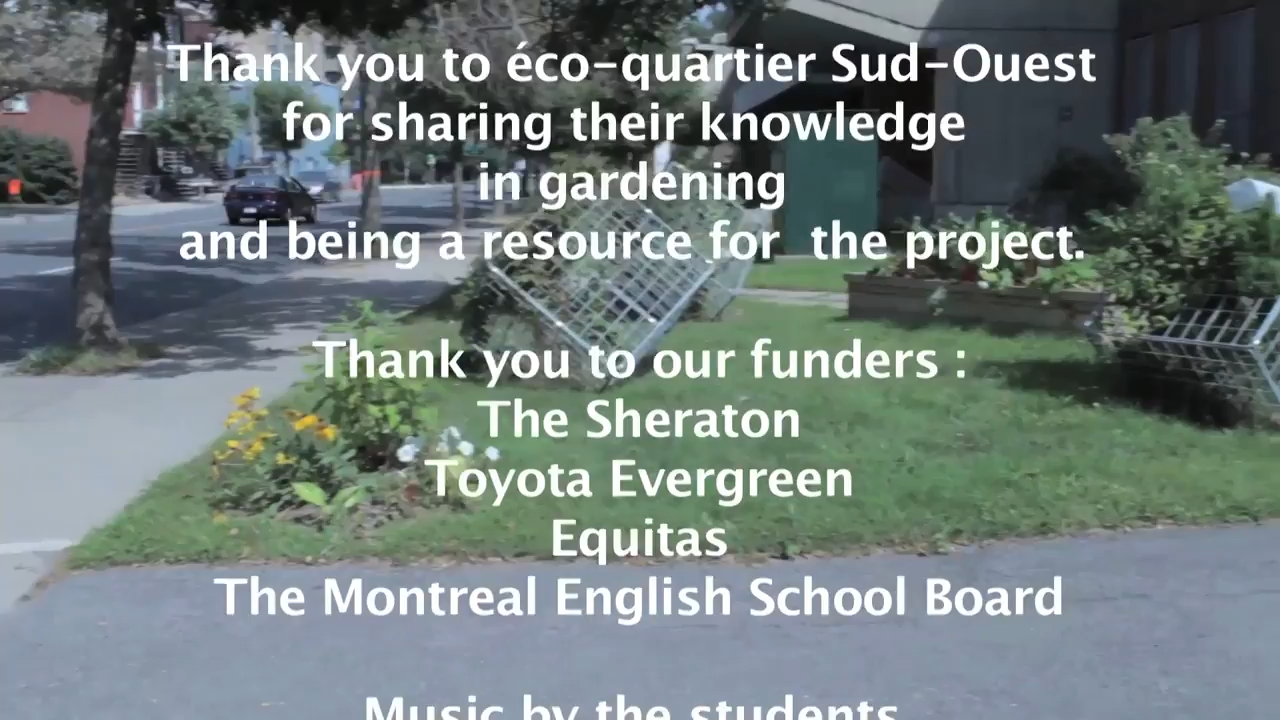 Thank you to éco-quartier Sud-Ouest
for sharing their knowledge
in gardening
and being a resource for  the project.
Thank you to our funders :
The Sheraton
Toyota Evergreen
Equitas
The Montreal English School Board
Music by the students